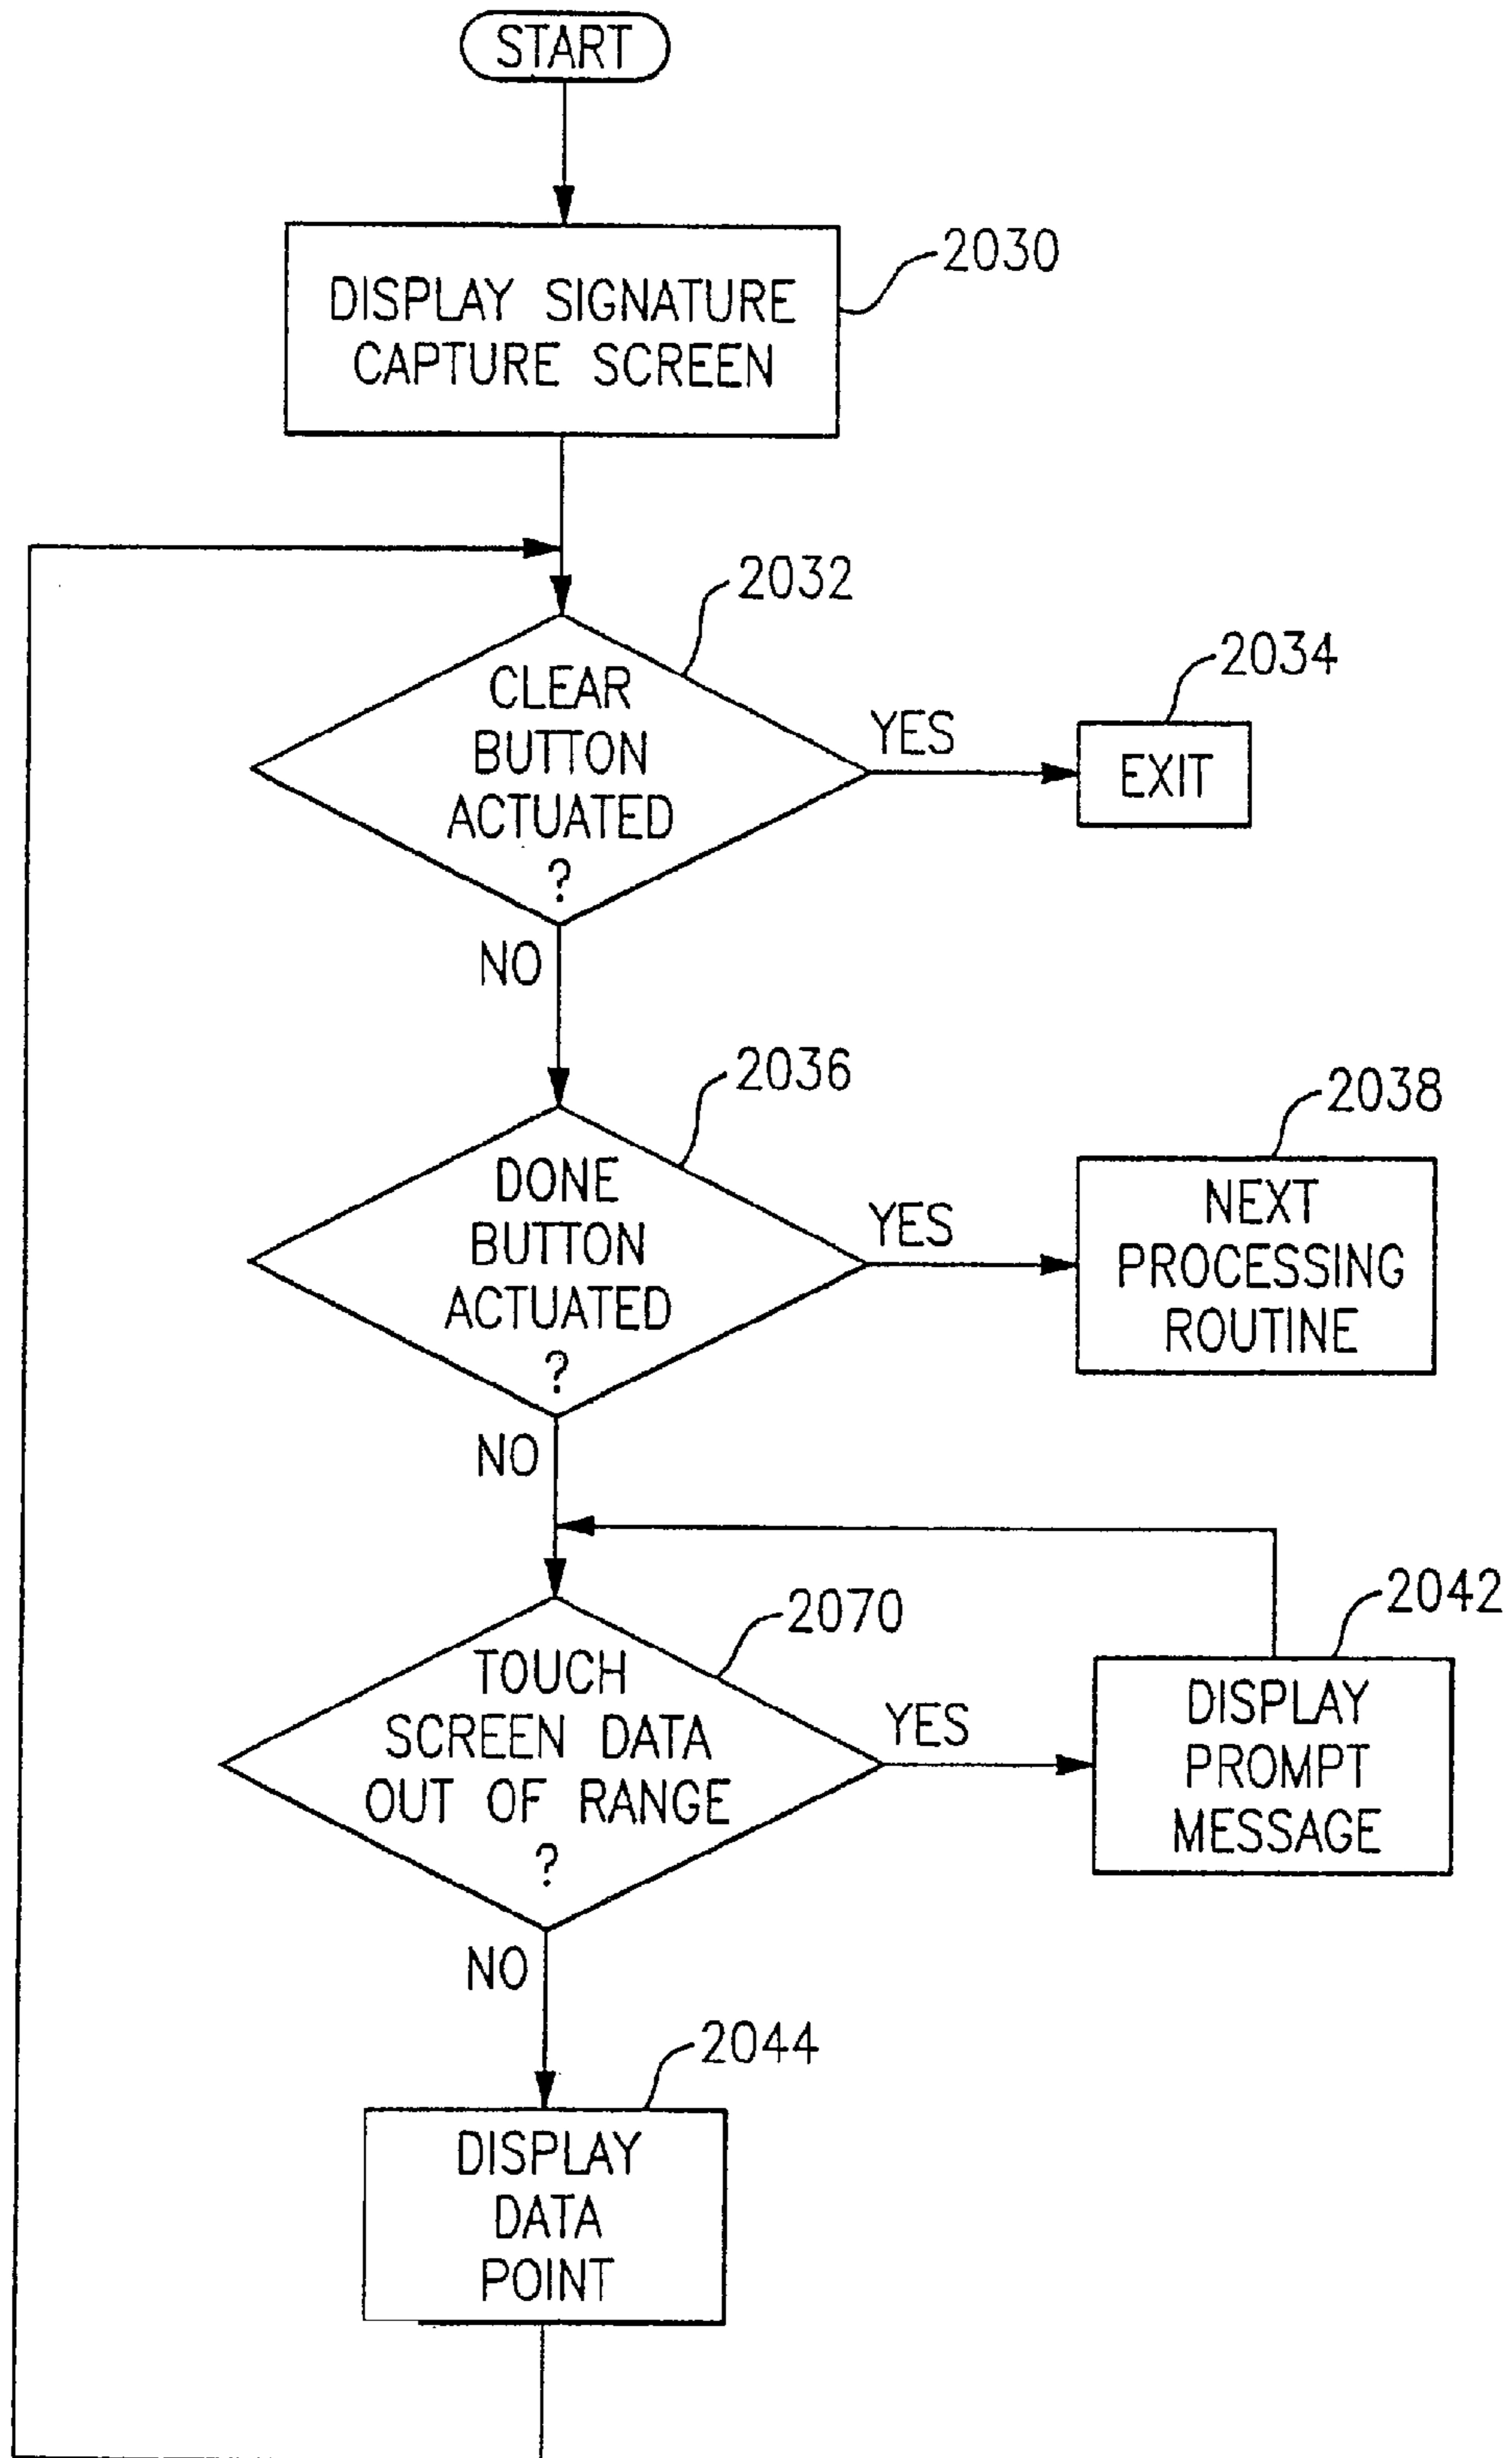 START
2030
DISPLAY SIGNATURE
CAPTURE SCREEN
2032
CLEAR
BUTTON
ACTUATED
?
YES
2034
EXIT
NO
2036
DONE
BUTTON
ACTUATED
?
YES
2038
NEXT
PROCESSING
ROUTINE
NO
2070
TOUCH
SCREEN DATA
OUT OF RANGE
?
YES
2042
DISPLAY
PROMPT
MESSAGE
NO
2044
DISPLAY
DATA
POINT